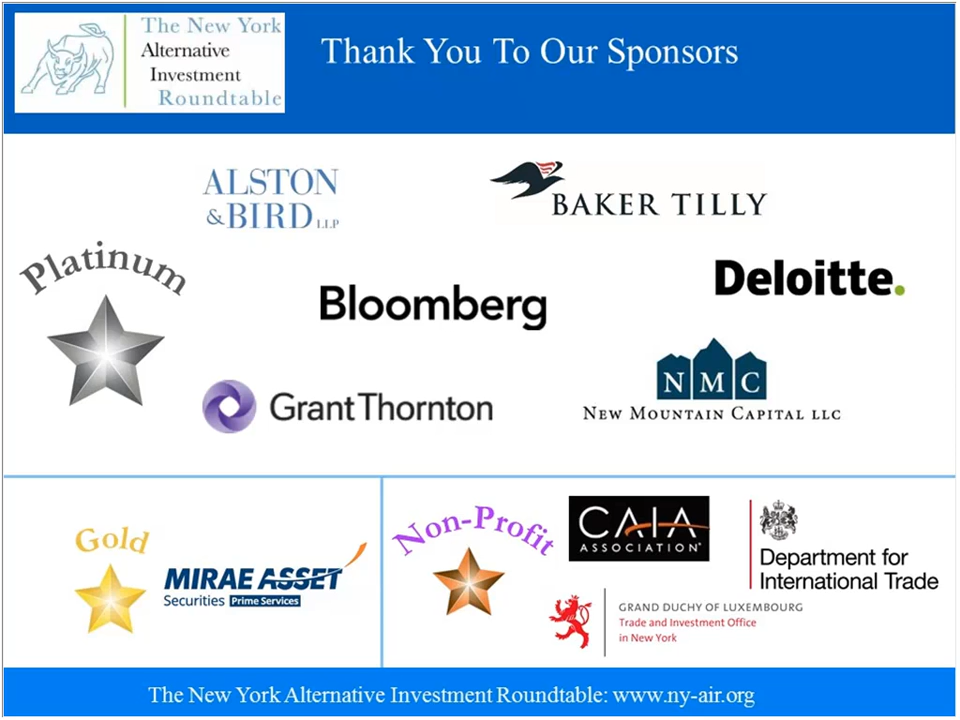 The New York
Alternative
Investment
Roundtable
Thank You To Our Sponsors
ALSTON
& BIRD LLP
BAKER TILLY
Platinum
Bloomberg
Deloitte.
Grant Thornton
NMC
NEW MOUNTAIN CAPITAL LLC
Gold
MIRAE ASSET
Securities Prime Services
Non-Profit
CAIA
ASSOCIATION®
Department for
International Trade
GRAND DUCHY OF LUXEMBOURG
Trade and Investment Office
in New York
The New York Alternative Investment Roundtable: www.ny-air.org